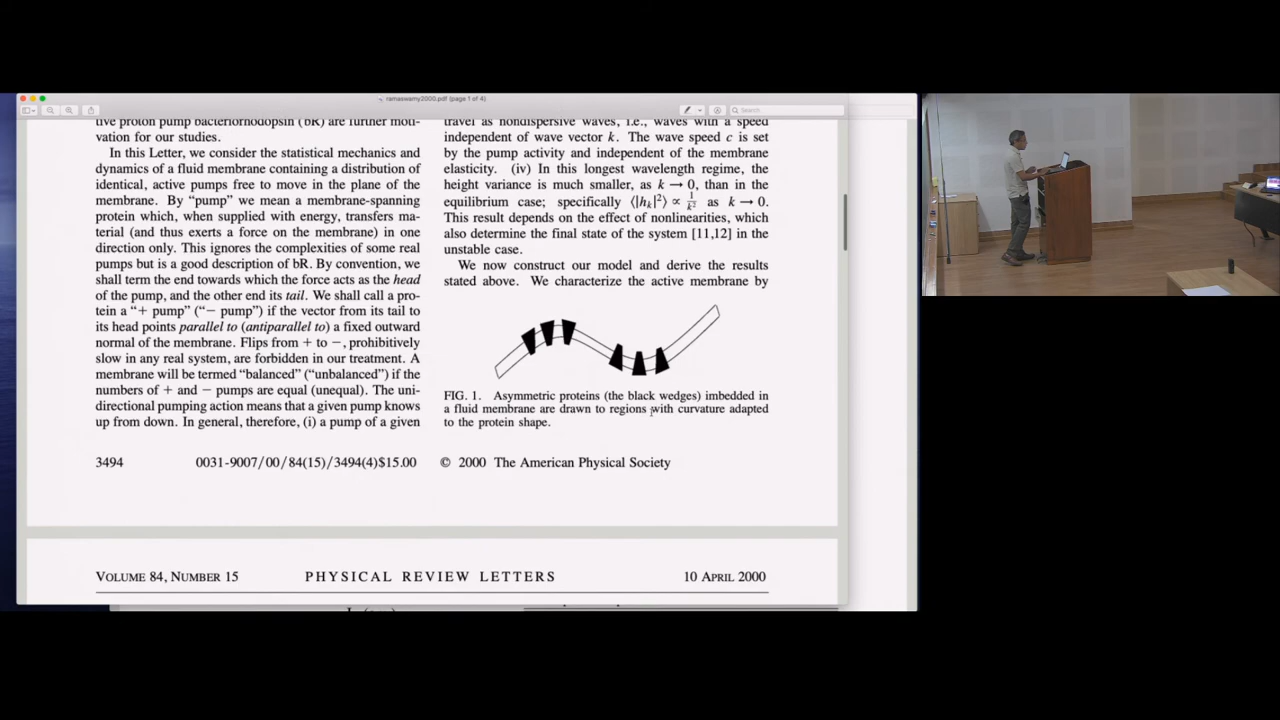 ramaswamy2000.pdf (page 1 of 4)
Search
tive proton pump bacteriorhodopsin (bR) are further moti-
vation for our studies.
In this Letter, we consider the statistical mechanics and
dynamics of a fluid membrane containing a distribution of
identical, active pumps free to move in the plane of the
membrane. By “pump” we mean a membrane-spanning
protein which, when supplied with energy, transfers ma-
terial (and thus exerts a force on the membrane) in one
direction only. This ignores the complexities of some real
pumps but is a good description of bR. By convention, we
shall term the end towards which the force acts as the head
of the pump, and the other end its tail. We shall call a pro-
tein a “+ pump” (“− pump”) if the vector from its tail to
its head points parallel to (antiparallel to) a fixed outward
normal of the membrane. Flips from + to −, prohibitively
slow in any real system, are forbidden in our treatment. A
membrane will be termed “balanced” (“unbalanced”) if the
numbers of + and − pumps are equal (unequal). The uni-
directional pumping action means that a given pump knows
up from down. In general, therefore, (i) a pump of a given
travel as nondispersive waves, i.e., waves with a speed
independent of wave vector k. The wave speed c is set
by the pump activity and independent of the membrane
elasticity. (iv) In this longest wavelength regime, the
height variance is much smaller, as k → 0, than in the
equilibrium case; specifically ⟨|hₖ|²⟩ ∝ 1/k² as k → 0.
This result depends on the effect of nonlinearities, which
also determine the final state of the system [11,12] in the
unstable case.
We now construct our model and derive the results
stated above. We characterize the active membrane by
FIG. 1. Asymmetric proteins (the black wedges) imbedded in
a fluid membrane are drawn to regions with curvature adapted
to the protein shape.
3494 0031-9007/00/84(15)/3494(4)$15.00 © 2000 The American Physical Society
VOLUME 84, NUMBER 15 PHYSICAL REVIEW LETTERS 10 APRIL 2000